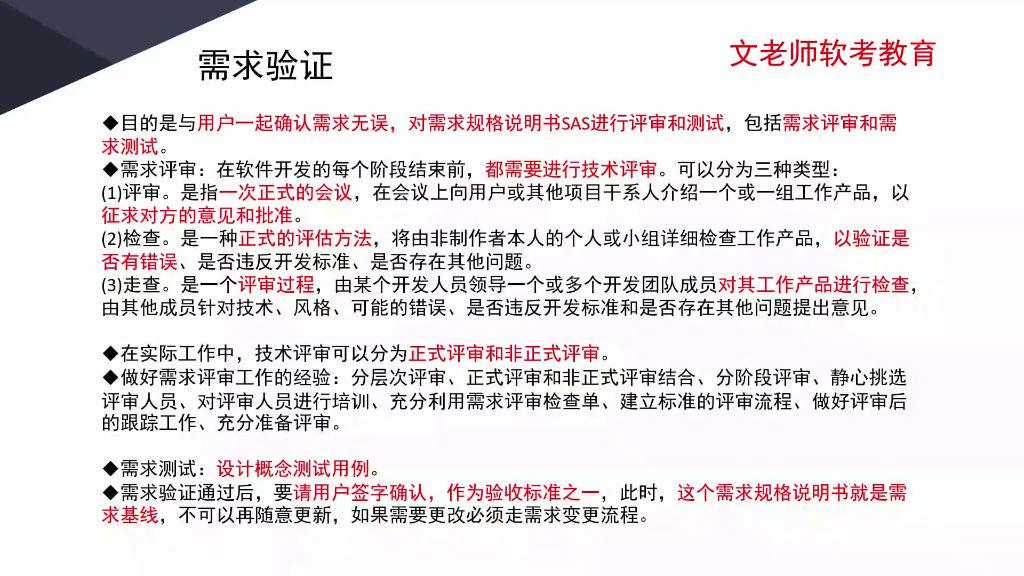 需求验证
文老师软考教育
◆目的是与用户一起确认需求无误，对需求规格说明书SAS进行评审和测试，包括需求评审和需
求测试。
◆需求评审：在软件开发的每个阶段结束前，都需要进行技术评审。可以分为三种类型：
(1)评审。是指一次正式的会议，在会议上向用户或其他项目干系人介绍一个或一组工作产品，以
征求对方的意见和批准。
(2)检查。是一种正式的评估方法，将由非制作者本人的个人或小组详细检查工作产品，以验证是
否有错误、是否违反开发标准、是否存在其他问题。
(3)走查。是一个评审过程，由某个开发人员领导一个或多个开发团队成员对其工作产品进行检查，
由其他成员针对技术、风格、可能的错误、是否违反开发标准和是否存在其他问题提出意见。
◆在实际工作中，技术评审可以分为正式评审和非正式评审。
◆做好需求评审工作的经验：分层次评审、正式评审和非正式评审结合、分阶段评审、静心挑选
评审人员、对评审人员进行培训、充分利用需求评审检查单、建立标准的评审流程、做好评审后
的跟踪工作、充分准备评审。
◆需求测试：设计概念测试用例。
◆需求验证通过后，要请用户签字确认，作为验收标准之一，此时，这个需求规格说明书就是需
求基线，不可以再随意更新，如果需要更改必须走需求变更流程。